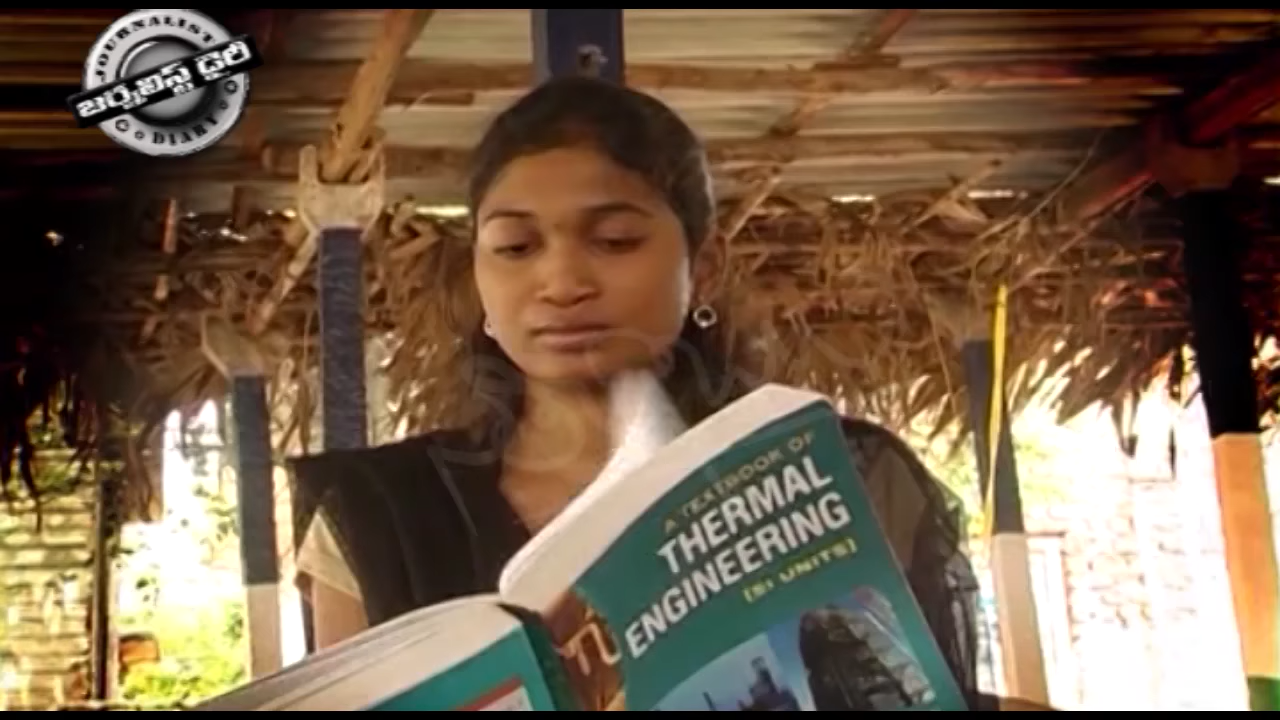 JOURNALIST
జర్నలిస్ట్ డైరీ
DIARY
A TEXTBOOK OF
THERMAL
ENGINEERING
[SI UNITS]